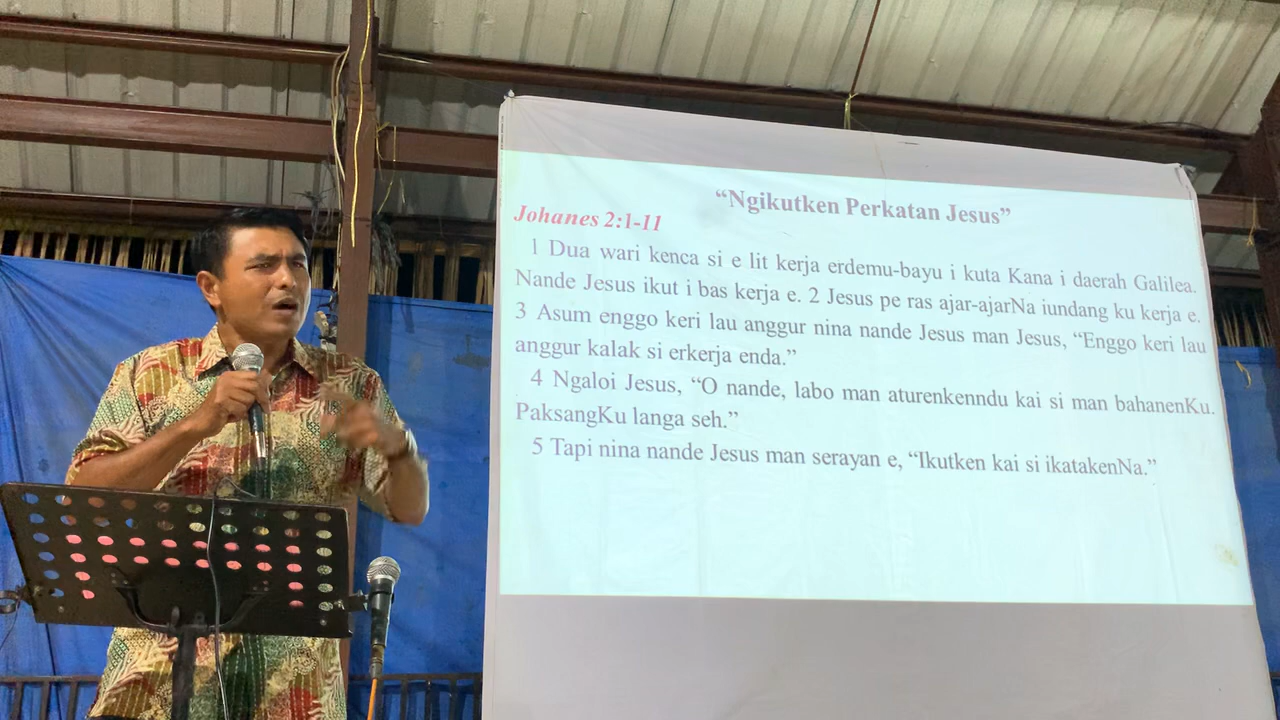 “Ngikutken Perkatan Jesus”
Johanes 2:1-11
1 Dua wari kenca si e lit kerja erdemu-bayu i kuta Kana i daerah Galilea.
Nande Jesus ikut i bas kerja e. 2 Jesus pe ras ajar-ajarNa iundang ku kerja e.
3 Asum enggo keri lau anggur nina nande Jesus man Jesus, “Enggo keri lau
anggur kalak si erkerja enda.”
4 Ngaloi Jesus, “O nande, labo man aturenkenndu kai si man bahanenKu.
PaksangKu langa seh.”
5 Tapi nina nande Jesus man serayan e, “Ikutken kai si ikatakenNa.”